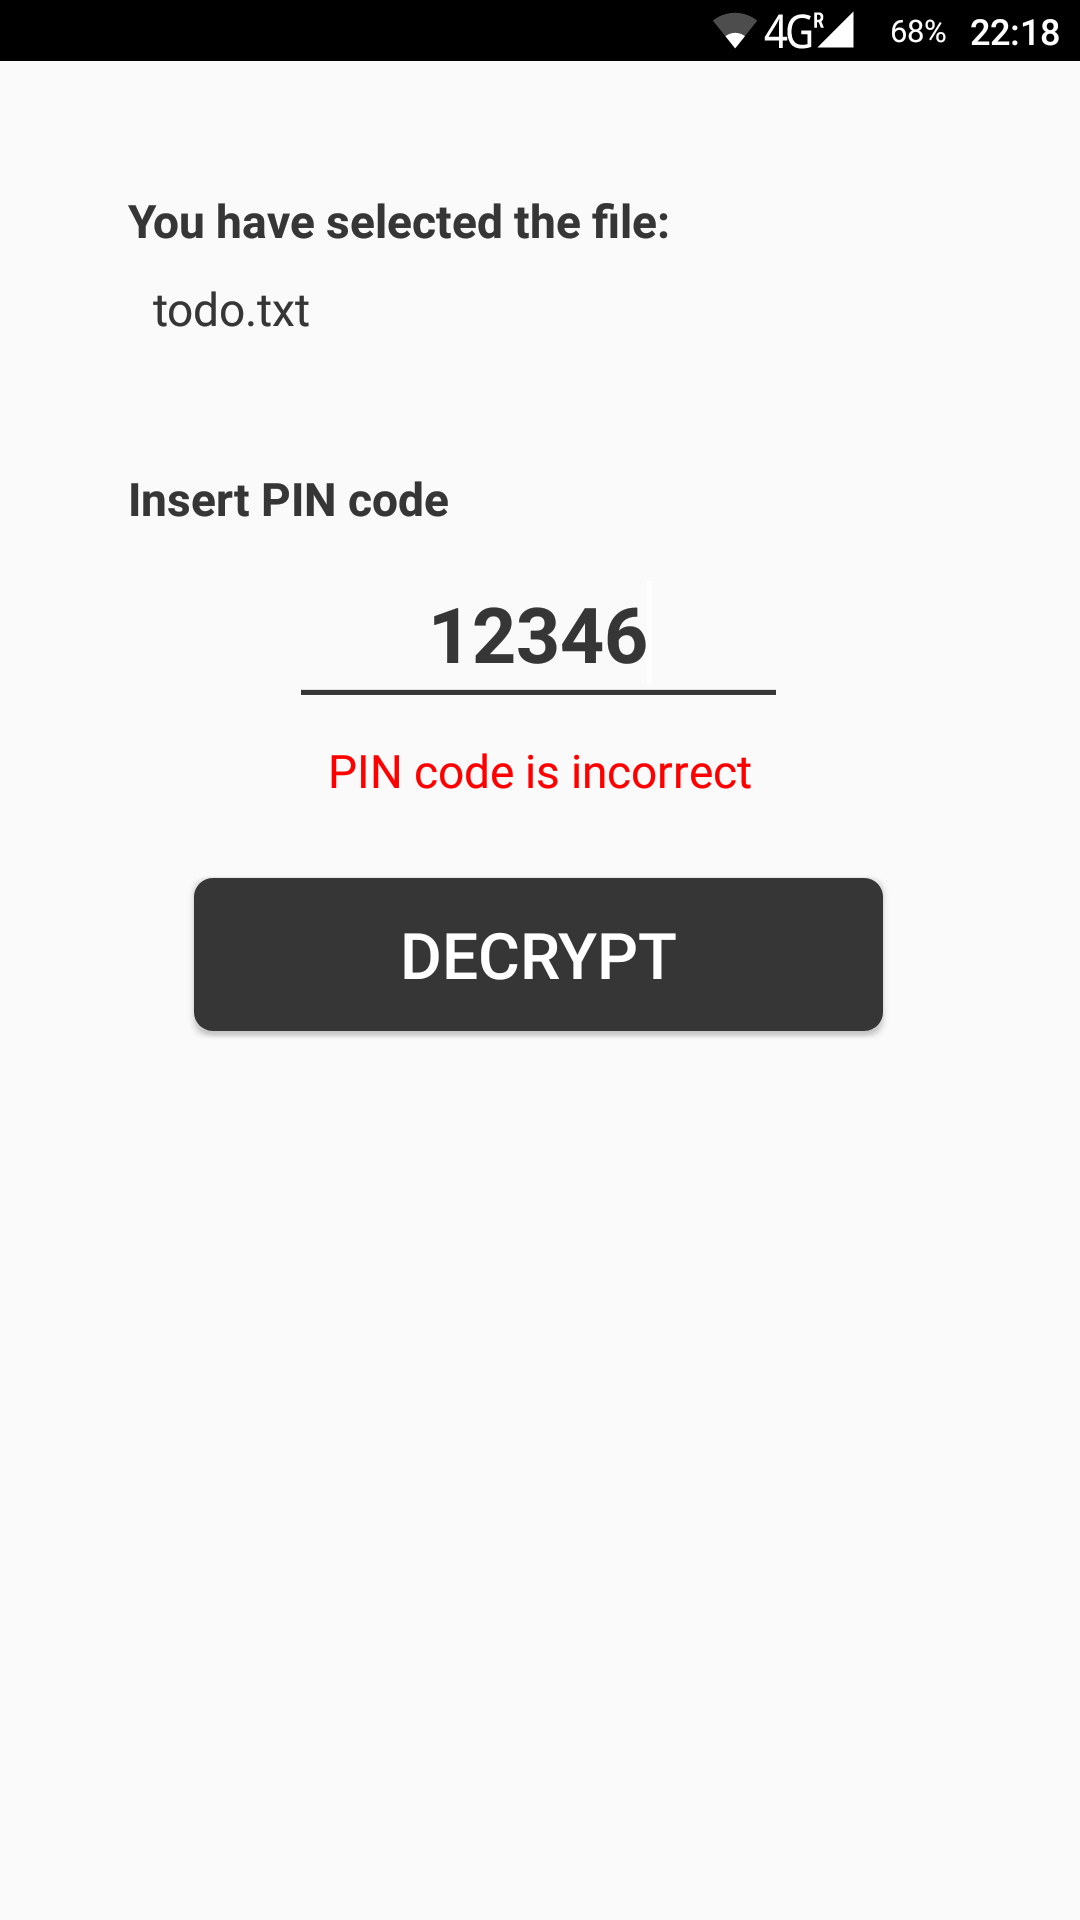 4G R 68% 22:18
You have selected the file:
todo.txt
Insert PIN code
12346
PIN code is incorrect
DECRYPT